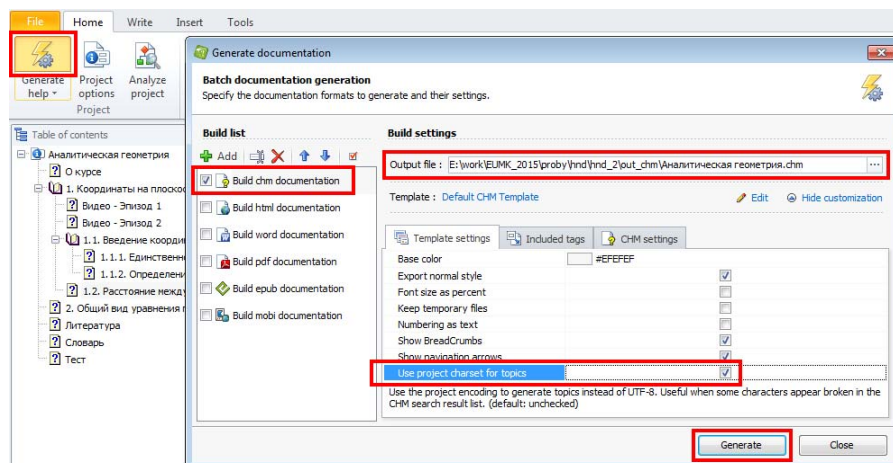 File Home Write Insert Tools
Generate help
Project options
Analyze project
Project
Table of contents
Аналитическая геометрия
О курсе
1. Координаты на
Видео - Эпизод 1
Видео - Эпизод 2
1.1. Введение
1.1.1.
1.1.2.
1.2. Расстояние
2. Общий вид уравнения
Литература
Словарь
Тест
Generate documentation
Batch documentation generation
Specify the documentation formats to generate and their settings.
Build list
Add
Build chm documentation
Build html documentation
Build word documentation
Build pdf documentation
Build epub documentation
Build mobi documentation
Build settings
Output file : E:\work\EUMK_2015\proby\hnd\hnd_2\out_chm\Аналитическая геометрия.chm ...
Template : Default CHM Template Edit Hide customization
Template settings Included tags CHM settings
Base color #EFEFEF
Export normal style
Font size as percent
Keep temporary files
Numbering as text
Show BreadCrumbs
Show navigation arrows
Use project charset for topics
Use the project encoding to generate topics instead of UTF-8. Useful when some characters appear broken in the
CHM search result list. (default: unchecked)
Generate Close